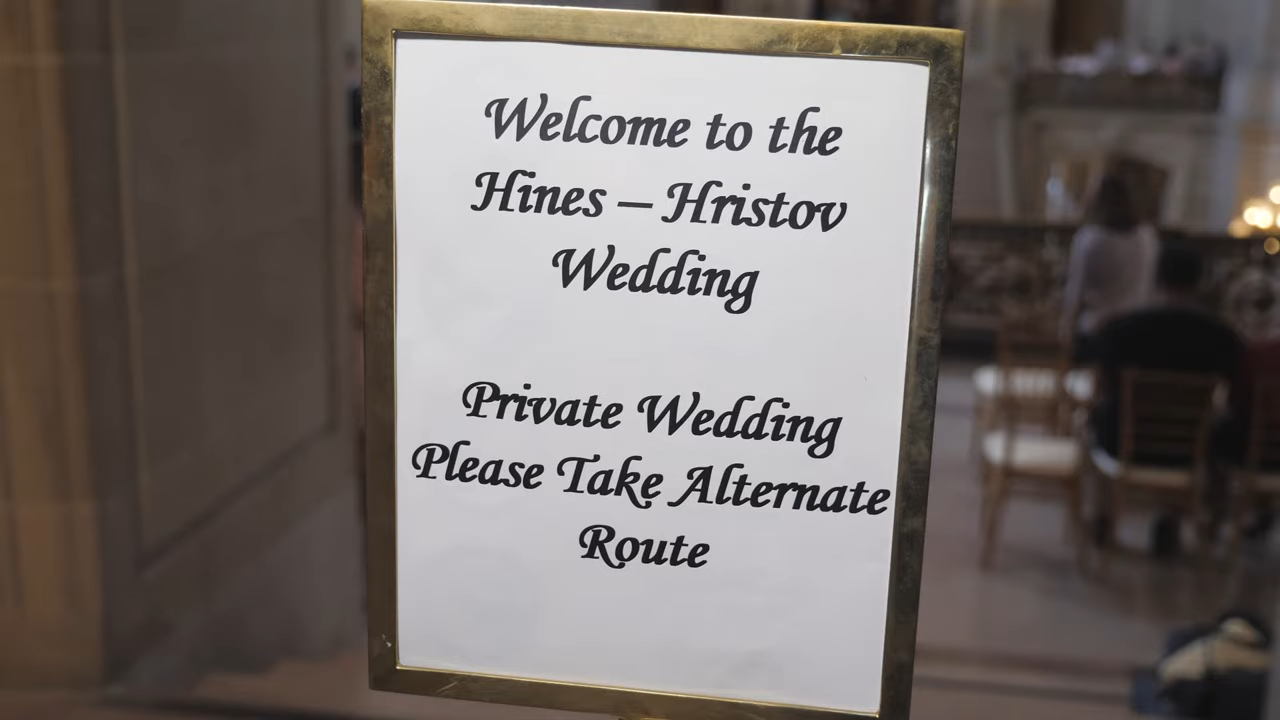 Welcome to the
Hines – Hristov
Wedding
Private Wedding
Please Take Alternate
Route